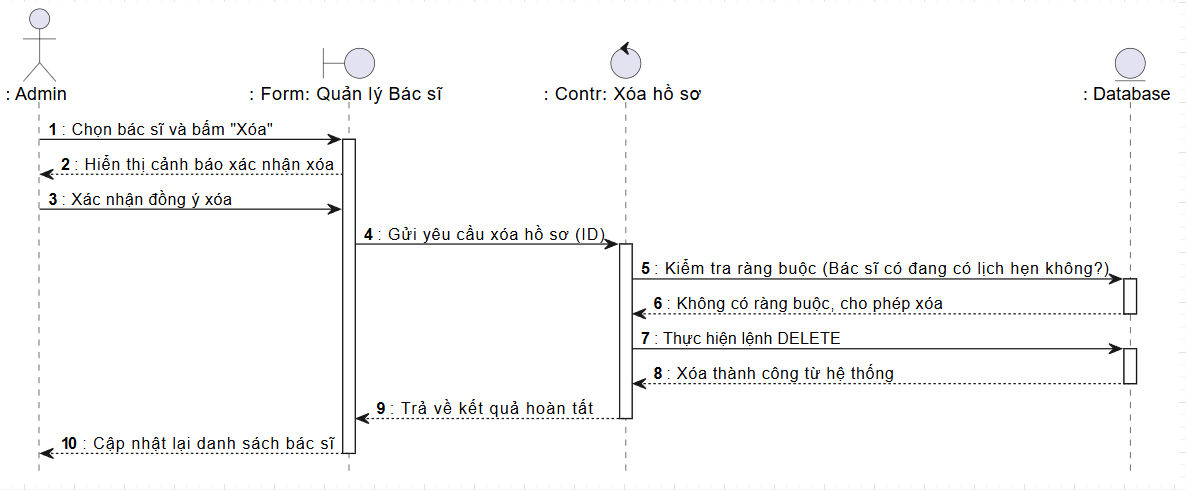 : Admin
: Form: Quản lý Bác sĩ
: Contr: Xóa hồ sơ
: Database
1 : Chọn bác sĩ và bấm "Xóa"
2 : Hiển thị cảnh báo xác nhận xóa
3 : Xác nhận đồng ý xóa
4 : Gửi yêu cầu xóa hồ sơ (ID)
5 : Kiểm tra ràng buộc (Bác sĩ có đang có lịch hẹn không?)
6 : Không có ràng buộc, cho phép xóa
7 : Thực hiện lệnh DELETE
8 : Xóa thành công từ hệ thống
9 : Trả về kết quả hoàn tất
10 : Cập nhật lại danh sách bác sĩ